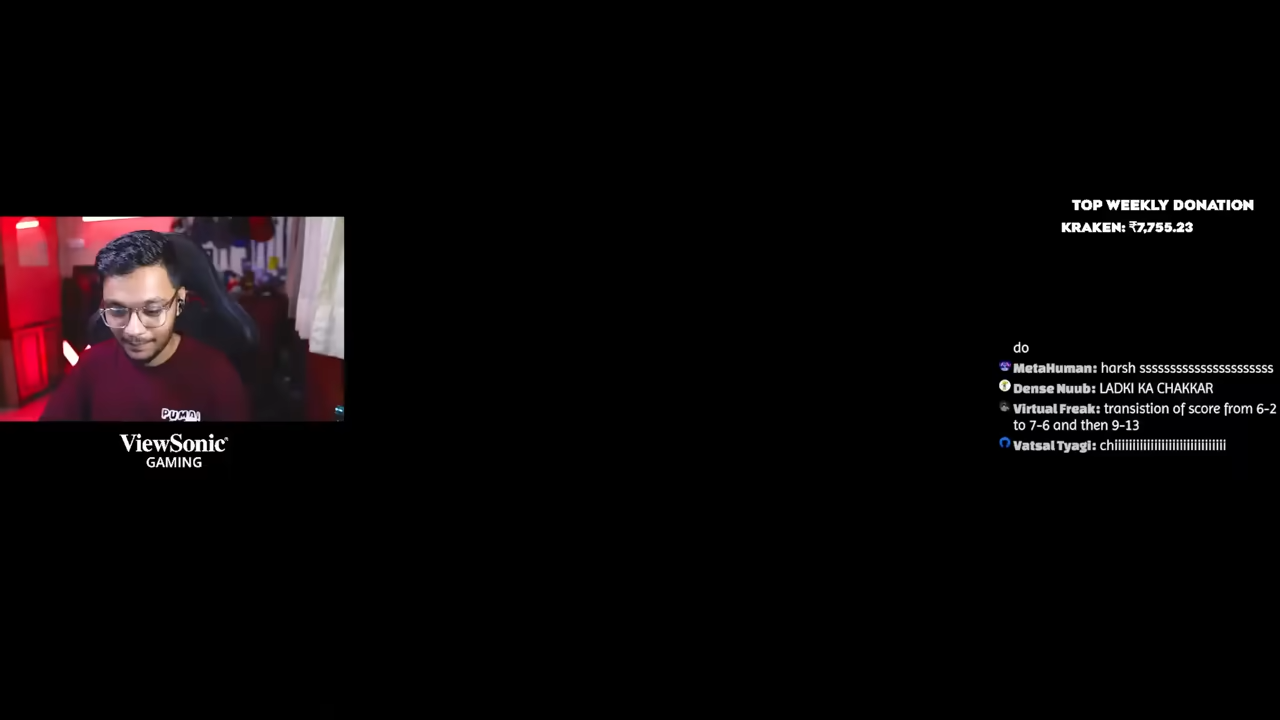 TOP WEEKLY DONATION
KRAKEN: ₹7,755.23
do
MetaHuman: harsh ssssssssssssssssssssss
Dense Nuub: LADKI KA CHAKKAR
Virtual Freak: transistion of score from 6-2
to 7-6 and then 9-13
Vatsal Tyagi: chiiiiiiiiiiiiiiiiiiiiiiiiiiiiii
PUMA
ViewSonic
GAMING